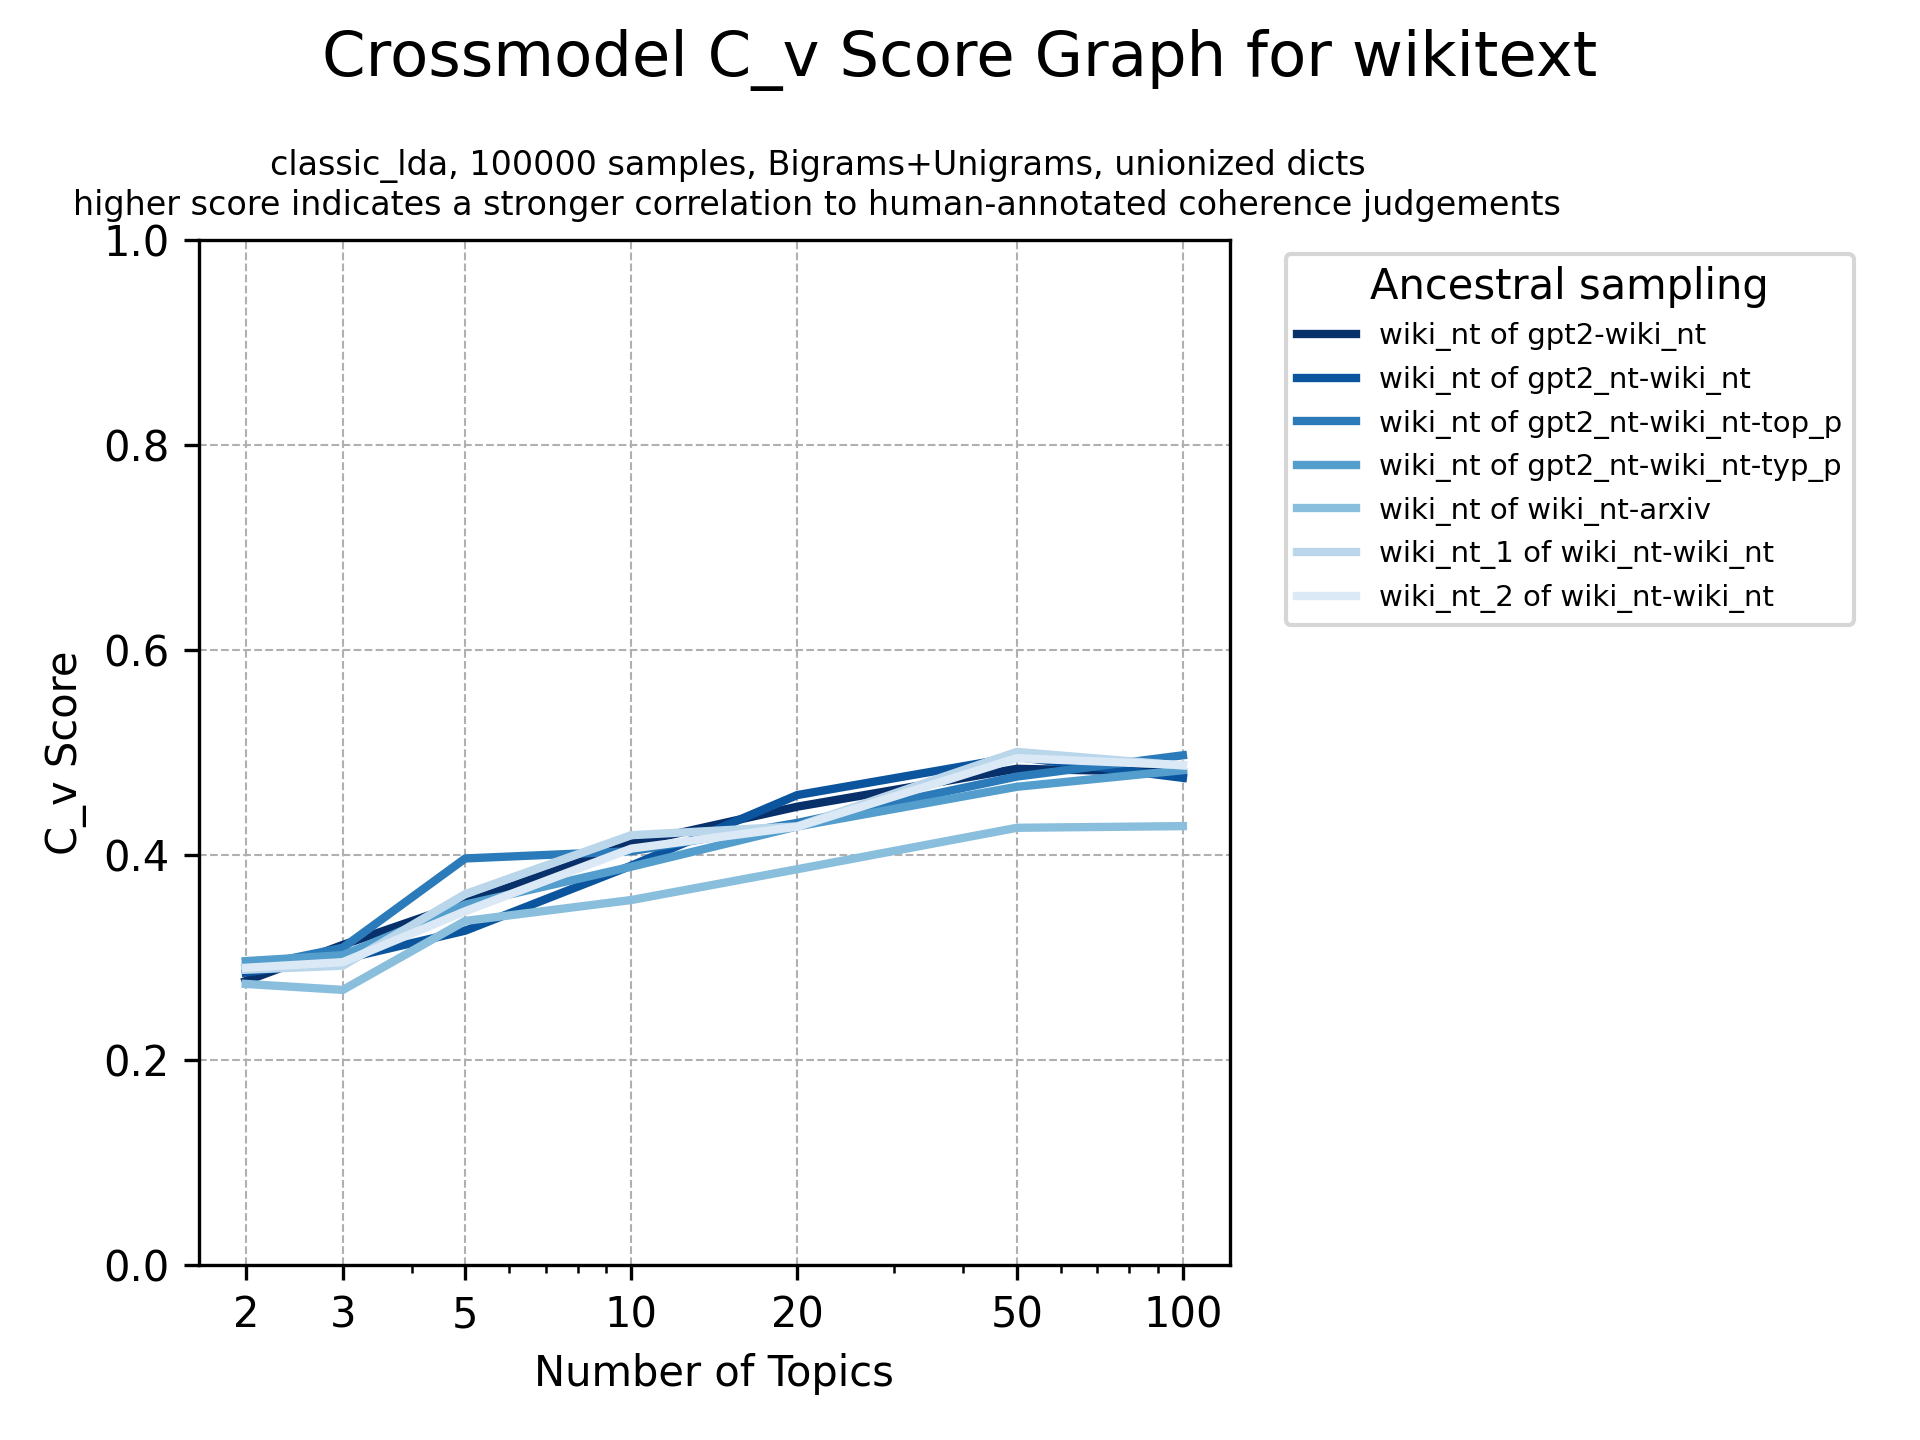 Crossmodel C_v Score Graph for wikitext
classic_lda, 100000 samples, Bigrams+Unigrams, unionized dicts
higher score indicates a stronger correlation to human-annotated coherence judgements
1.0
0.8
0.6
0.4
0.2
0.0
C_v Score
2 3 5 10 20 50 100
Number of Topics
Ancestral sampling
wiki_nt of gpt2-wiki_nt
wiki_nt of gpt2_nt-wiki_nt
wiki_nt of gpt2_nt-wiki_nt-top_p
wiki_nt of gpt2_nt-wiki_nt-typ_p
wiki_nt of wiki_nt-arxiv
wiki_nt_1 of wiki_nt-wiki_nt
wiki_nt_2 of wiki_nt-wiki_nt